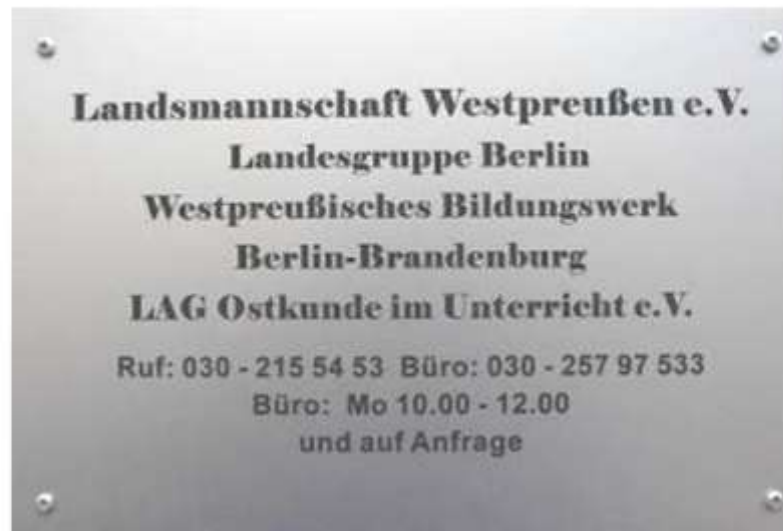 Landsmannschaft Westpreußen e.V.
Landesgruppe Berlin
Westpreußisches Bildungswerk
Berlin-Brandenburg
LAG Ostkunde im Unterricht e.V.
Ruf: 030 - 215 54 53 Büro: 030 - 257 97 533
Büro: Mo 10.00 - 12.00
und auf Anfrage